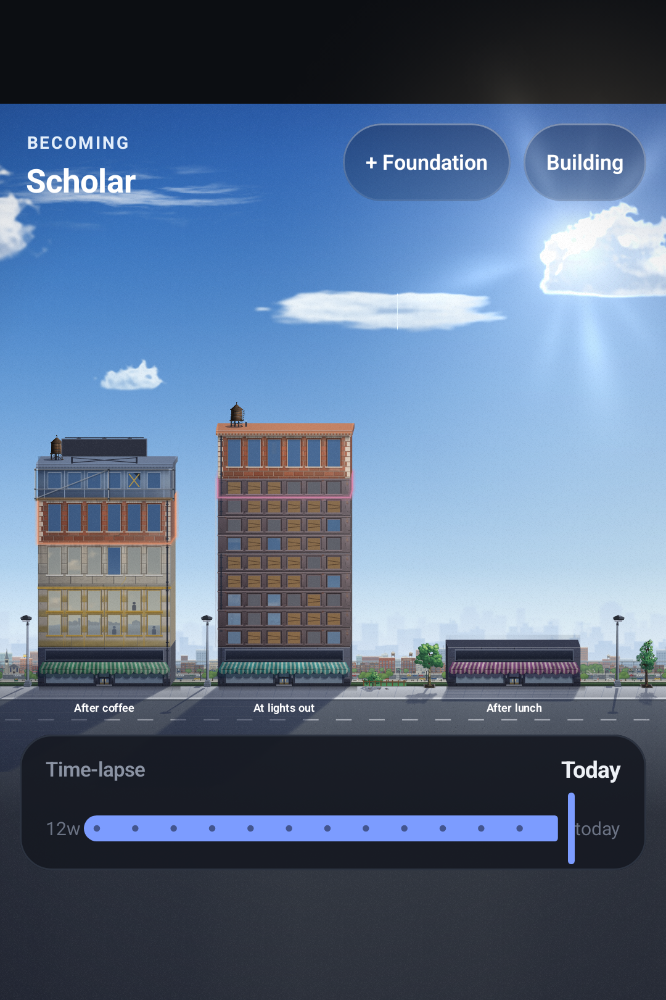 BECOMING
Scholar
+ Foundation
Building
After coffee
At lights out
After lunch
Time-lapse
Today
12w
today